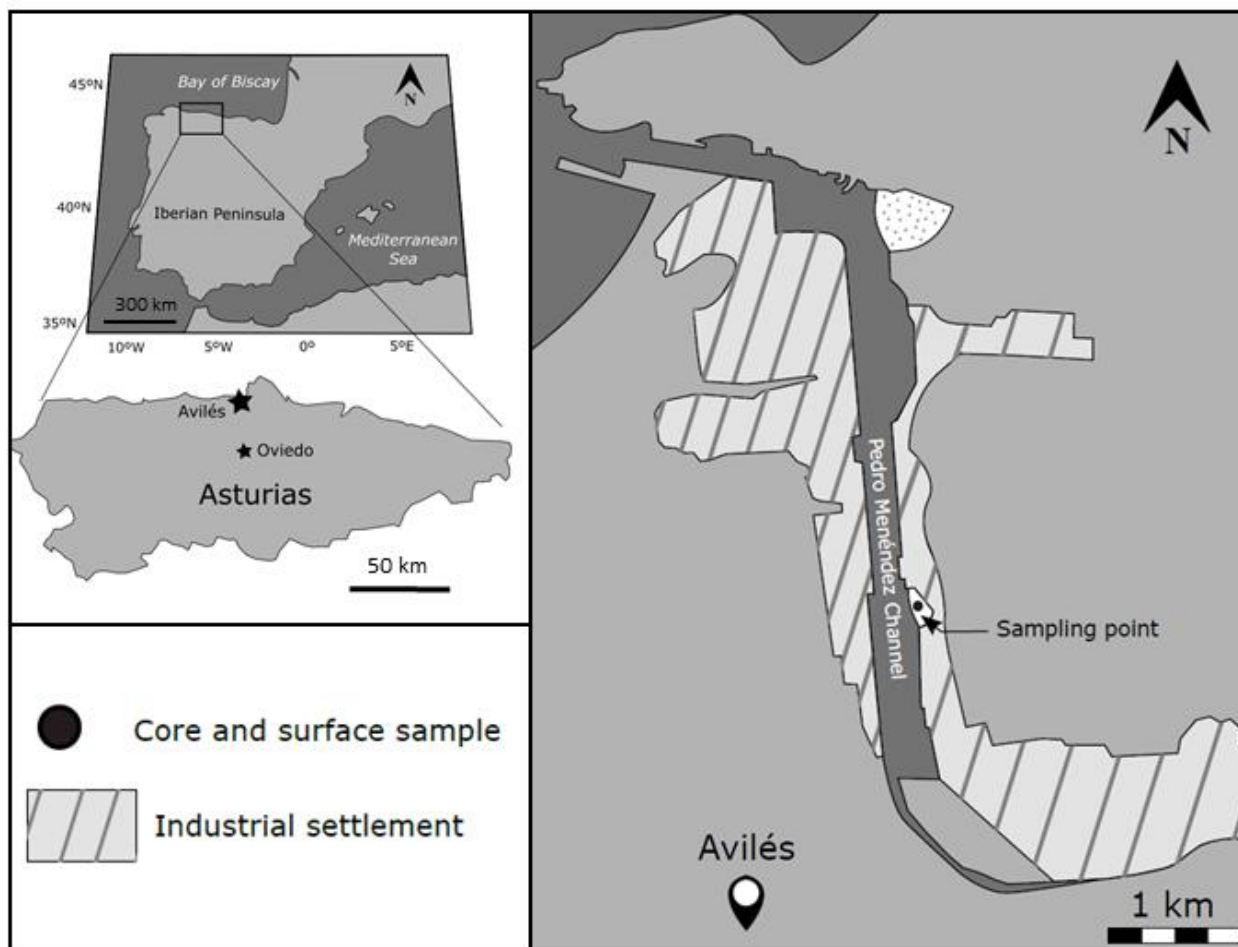 Bay of Biscay
N
45ºN
40ºN
35ºN
Iberian Peninsula
Mediterranean
Sea
300 km
10ºW
5ºW
0º
5ºE
Avilés
Oviedo
Asturias
50 km
Core and surface sample
Industrial settlement
N
Pedro Menéndez Channel
Sampling point
Avilés
1 km